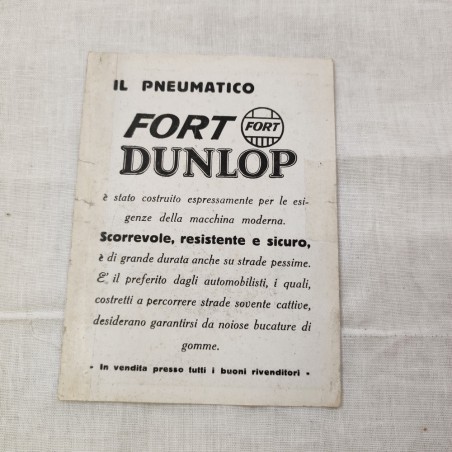 IL PNEUMATICO
FORT FORT
DUNLOP
è stato costruito espressamente per le esi-
genze della macchina moderna.
Scorrevole, resistente e sicuro,
è di grande durata anche su strade pessime.
E' il preferito dagli automobilisti, i quali,
costretti a percorrere strade sovente cattive,
desiderano garantirsi da noiose bucature di
gomme.
• In vendita presso tutti i buoni rivenditori •